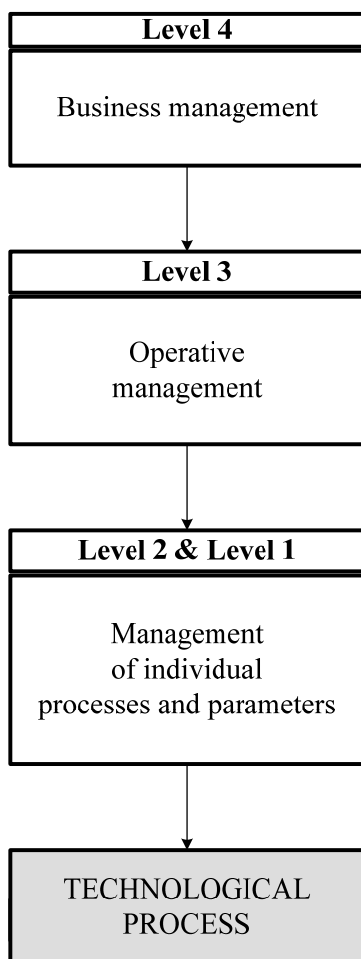 Level 4
Business management
Level 3
Operative
management
Level 2 & Level 1
Management
of individual
processes and parameters
TECHNOLOGICAL
PROCESS